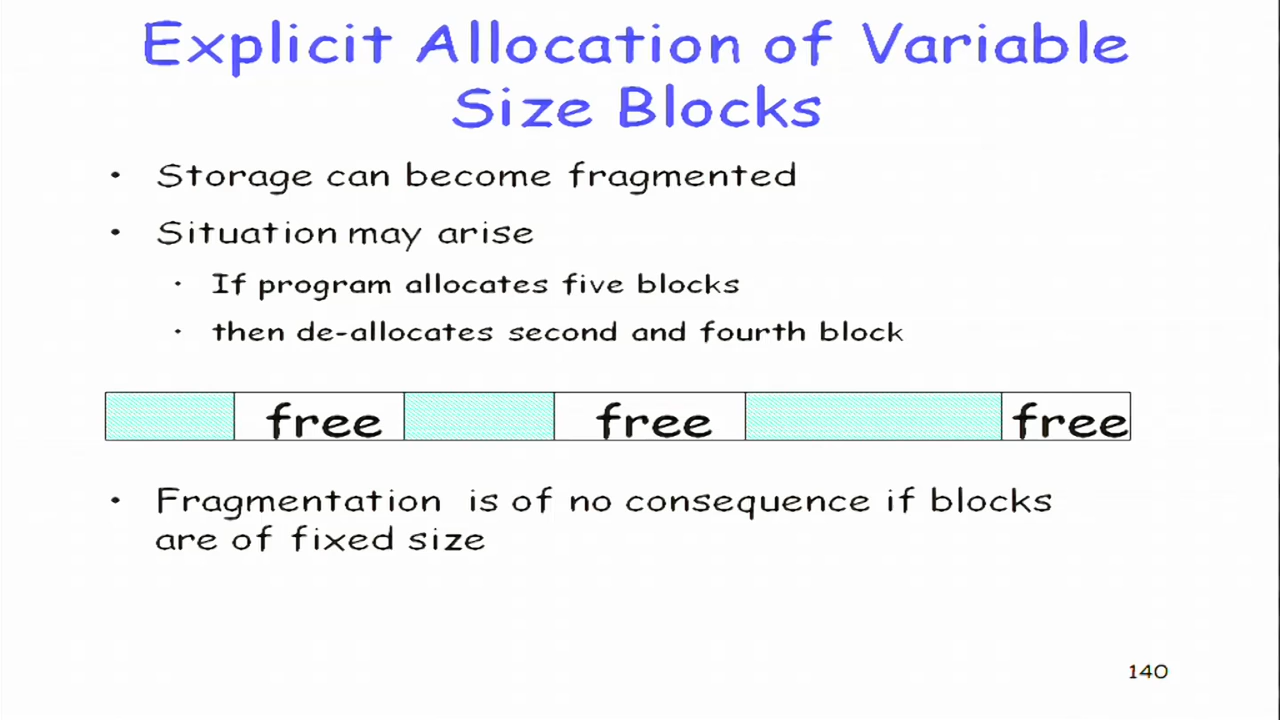 Explicit Allocation of Variable
Size Blocks
• Storage can become fragmented
• Situation may arise
• If program allocates five blocks
• then de-allocates second and fourth block
free free free
• Fragmentation is of no consequence if blocks
are of fixed size
140